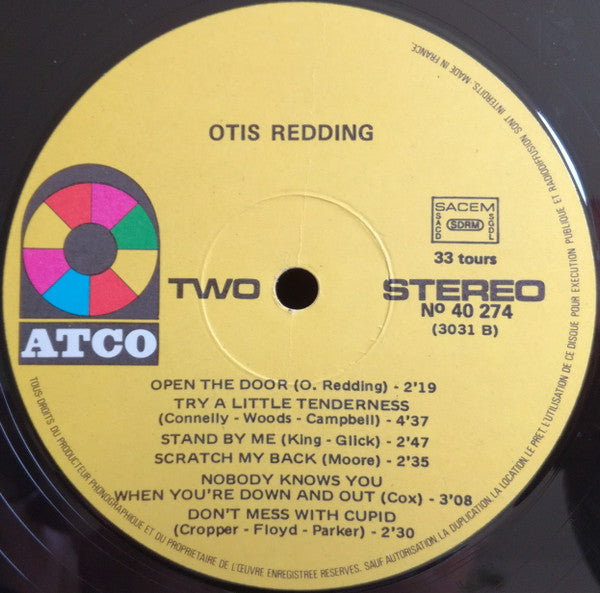 OTIS REDDING
ATCO
TWO
SACEM
SACD
SDRM
SGDL
33 tours
STEREO
Nº 40 274
(3031 B)
OPEN THE DOOR (O. Redding) - 2'19
TRY A LITTLE TENDERNESS
(Connelly - Woods - Campbell) - 4'37
STAND BY ME (King - Glick) - 2'47
SCRATCH MY BACK (Moore) - 2'35
NOBODY KNOWS YOU
WHEN YOU'RE DOWN AND OUT (Cox) - 3'08
DON'T MESS WITH CUPID
(Cropper - Floyd - Parker) - 2'30
TOUS DROITS DU PRODUCTEUR PHONOGRAPHIQUE ET DU PROPRIETAIRE DE L'ŒUVRE ENREGISTREE RESERVES. SAUF AUTORISATION, LA DUPLICATION, LA LOCATION, LE PRET, L'UTILISATION DE CE DISQUE POUR EXECUTION PUBLIQUE ET RADIODIFFUSION SONT INTERDITS. MADE IN FRANCE.